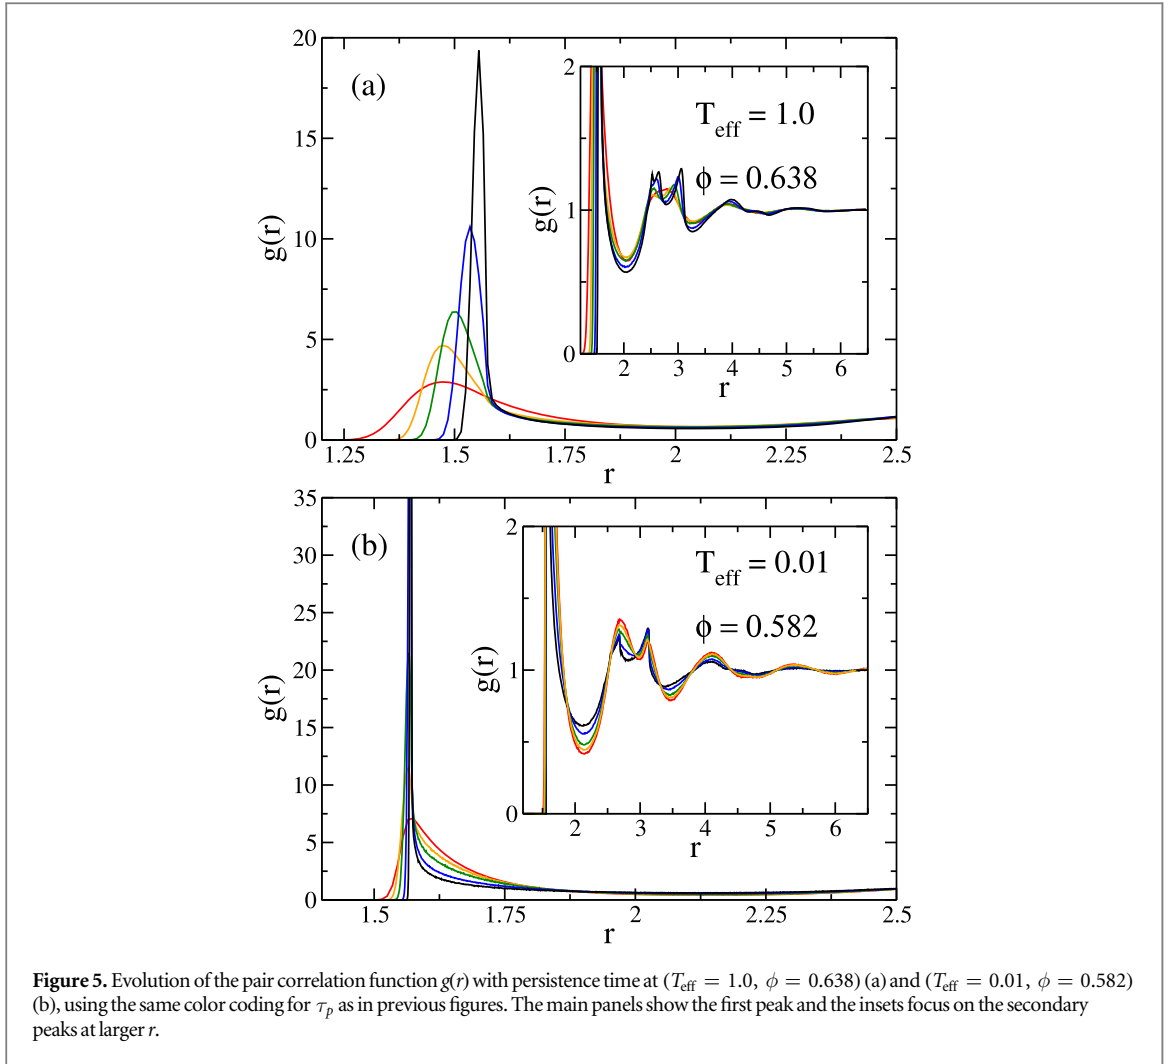 20
15
10
5
0
g(r)
(a)
1.25
1.5
1.75
2
2.25
2.5
r
2
1
0
g(r)
T_eff = 1.0
ϕ = 0.638
2
3
4
5
6
r
35
30
25
20
15
10
5
0
g(r)
(b)
1.5
1.75
2
2.25
2.5
r
2
1
0
g(r)
T_eff = 0.01
ϕ = 0.582
2
3
4
5
6
r
Figure 5. Evolution of the pair correlation function g(r) with persistence time at (T_eff = 1.0, ϕ = 0.638) (a) and (T_eff = 0.01, ϕ = 0.582)
(b), using the same color coding for τ_p as in previous figures. The main panels show the first peak and the insets focus on the secondary
peaks at larger r.